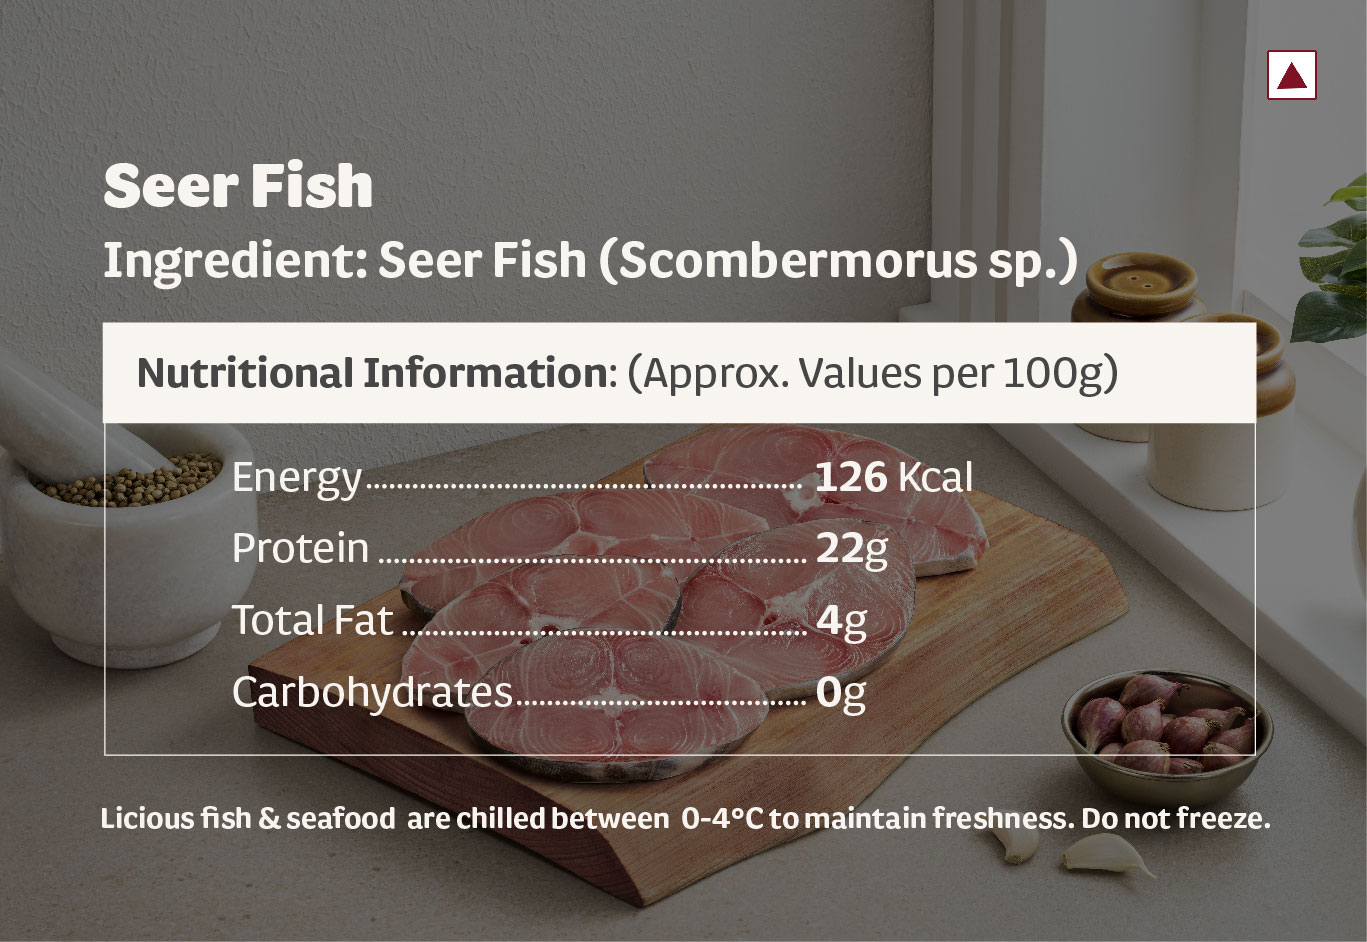 Seer Fish
Ingredient: Seer Fish (Scombermorus sp.)
Nutritional Information: (Approx. Values per 100g)
Energy.......................................................... 126 Kcal
Protein .......................................................... 22g
Total Fat ....................................................... 4g
Carbohydrates....................................... 0g
Licious fish & seafood are chilled between 0-4°C to maintain freshness. Do not freeze.